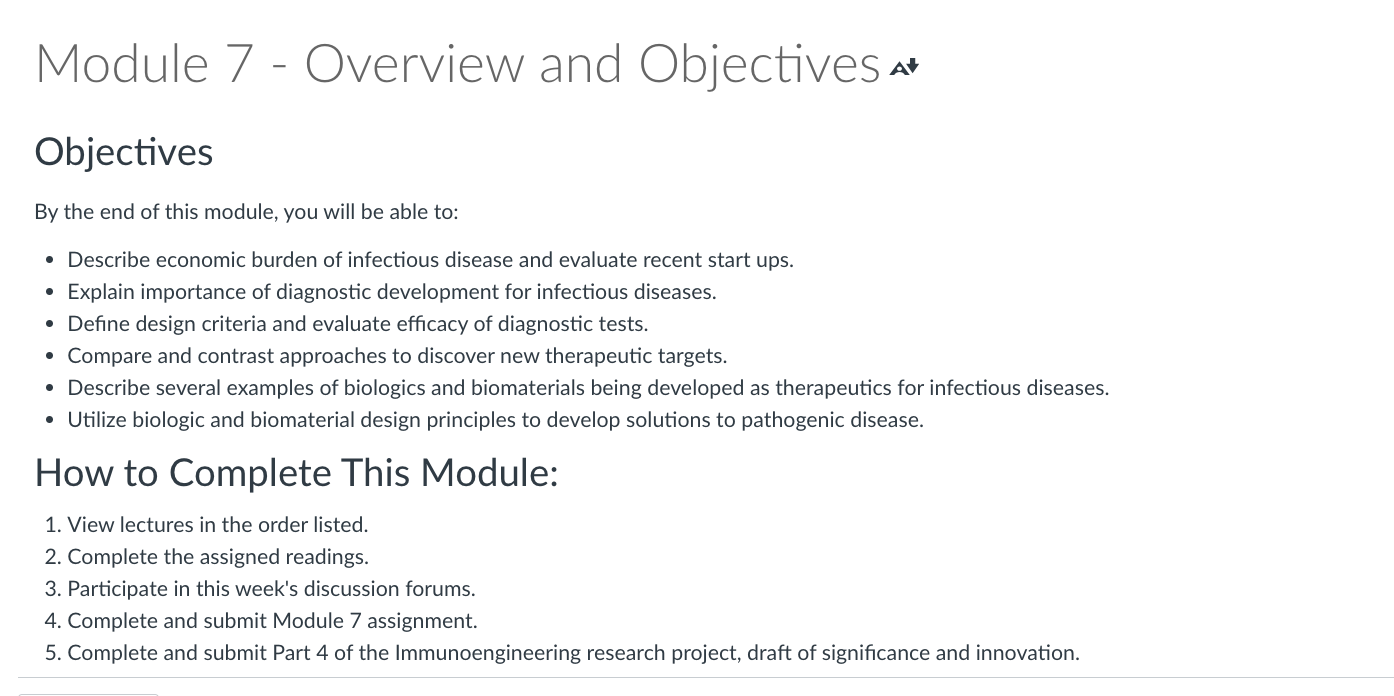 Module 7 - Overview and Objectives
Objectives
By the end of this module, you will be able to:
• Describe economic burden of infectious disease and evaluate recent start ups.
• Explain importance of diagnostic development for infectious diseases.
• Define design criteria and evaluate efficacy of diagnostic tests.
• Compare and contrast approaches to discover new therapeutic targets.
• Describe several examples of biologics and biomaterials being developed as therapeutics for infectious diseases.
• Utilize biologic and biomaterial design principles to develop solutions to pathogenic disease.
How to Complete This Module:
1. View lectures in the order listed.
2. Complete the assigned readings.
3. Participate in this week's discussion forums.
4. Complete and submit Module 7 assignment.
5. Complete and submit Part 4 of the Immunoengineering research project, draft of significance and innovation.